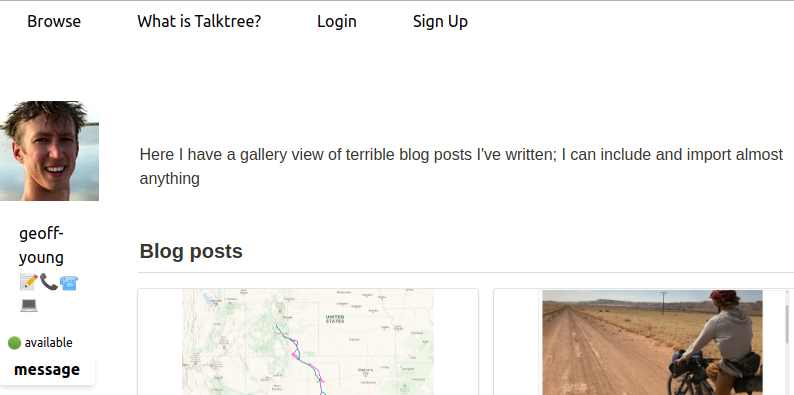 Browse What is Talktree? Login Sign Up
Here I have a gallery view of terrible blog posts I've written; I can include and import almost
anything
geoff-
young
Blog posts
UNITED
STATES
available
message